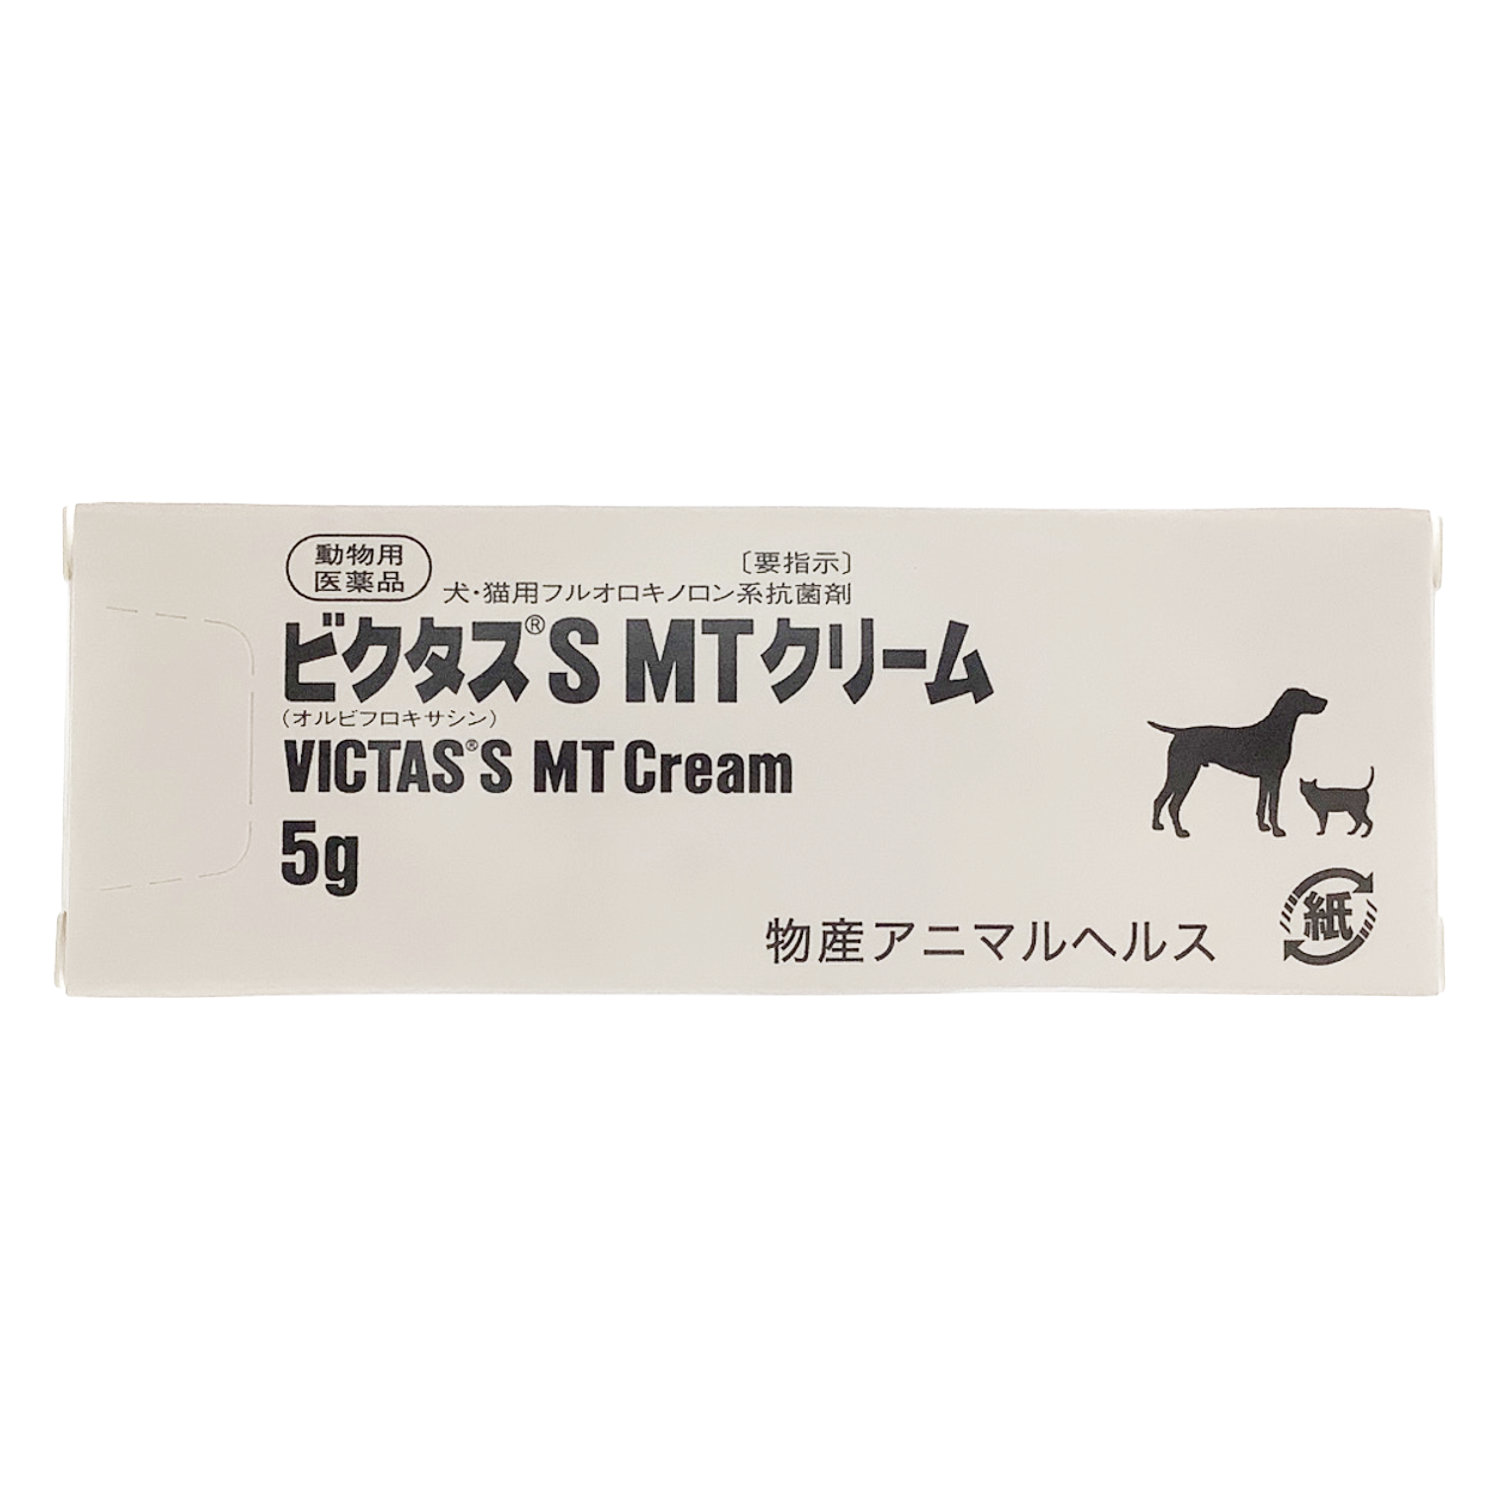 動物用
医薬品
〔要指示〕
犬・猫用フルオロキノロン系抗菌剤
ビクタス®S MTクリーム
（オルビフロキサシン）
VICTAS®S MT Cream
5g
物産アニマルヘルス
紙